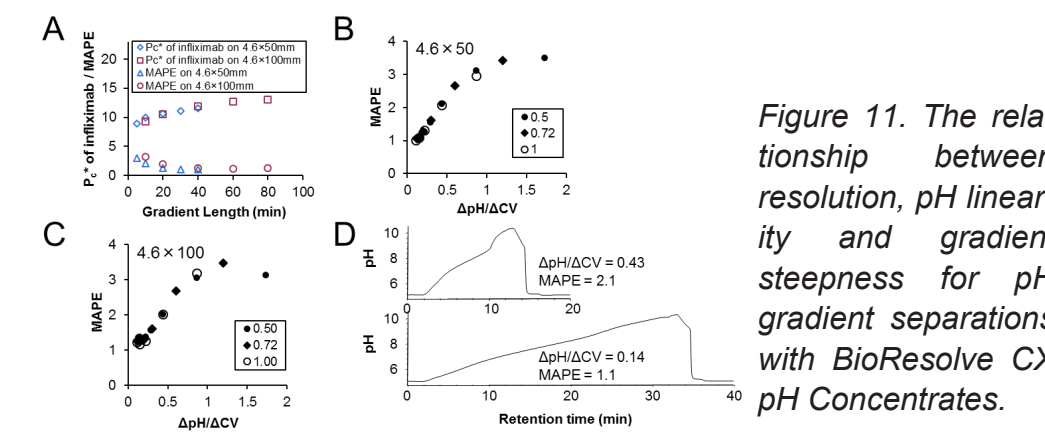 A
Pc* of infliximab / MAPE
20
15
10
5
0
Pc* of infliximab on 4.6×50mm
Pc* of infliximab on 4.6×100mm
MAPE on 4.6×50mm
MAPE on 4.6×100mm
0 20 40 60 80 100
Gradient Length (min)
B
MAPE
4
3
2
1
0
4.6 × 50
0.5
0.72
1
0 0.5 1 1.5 2
ΔpH/ΔCV
C
MAPE
4
3
2
1
0
4.6 × 100
0.50
0.72
1.00
0 0.5 1 1.5 2
ΔpH/ΔCV
D
pH
10
8
6
ΔpH/ΔCV = 0.43
MAPE = 2.1
0 10 20
pH
10
8
6
ΔpH/ΔCV = 0.14
MAPE = 1.1
0 10 20 30 40
Retention time (min)
Figure 11. The rela
tionship between
resolution, pH linear
ity and gradien
steepness for pH
gradient separations
with BioResolve CX
pH Concentrates.